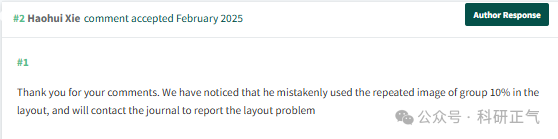 #2 Haohui Xie comment accepted February 2025
Author Response
#1
Thank you for your comments. We have noticed that he mistakenly used the repeated image of group 10% in the
layout, and will contact the journal to report the layout problem
公众号 · 科研正气